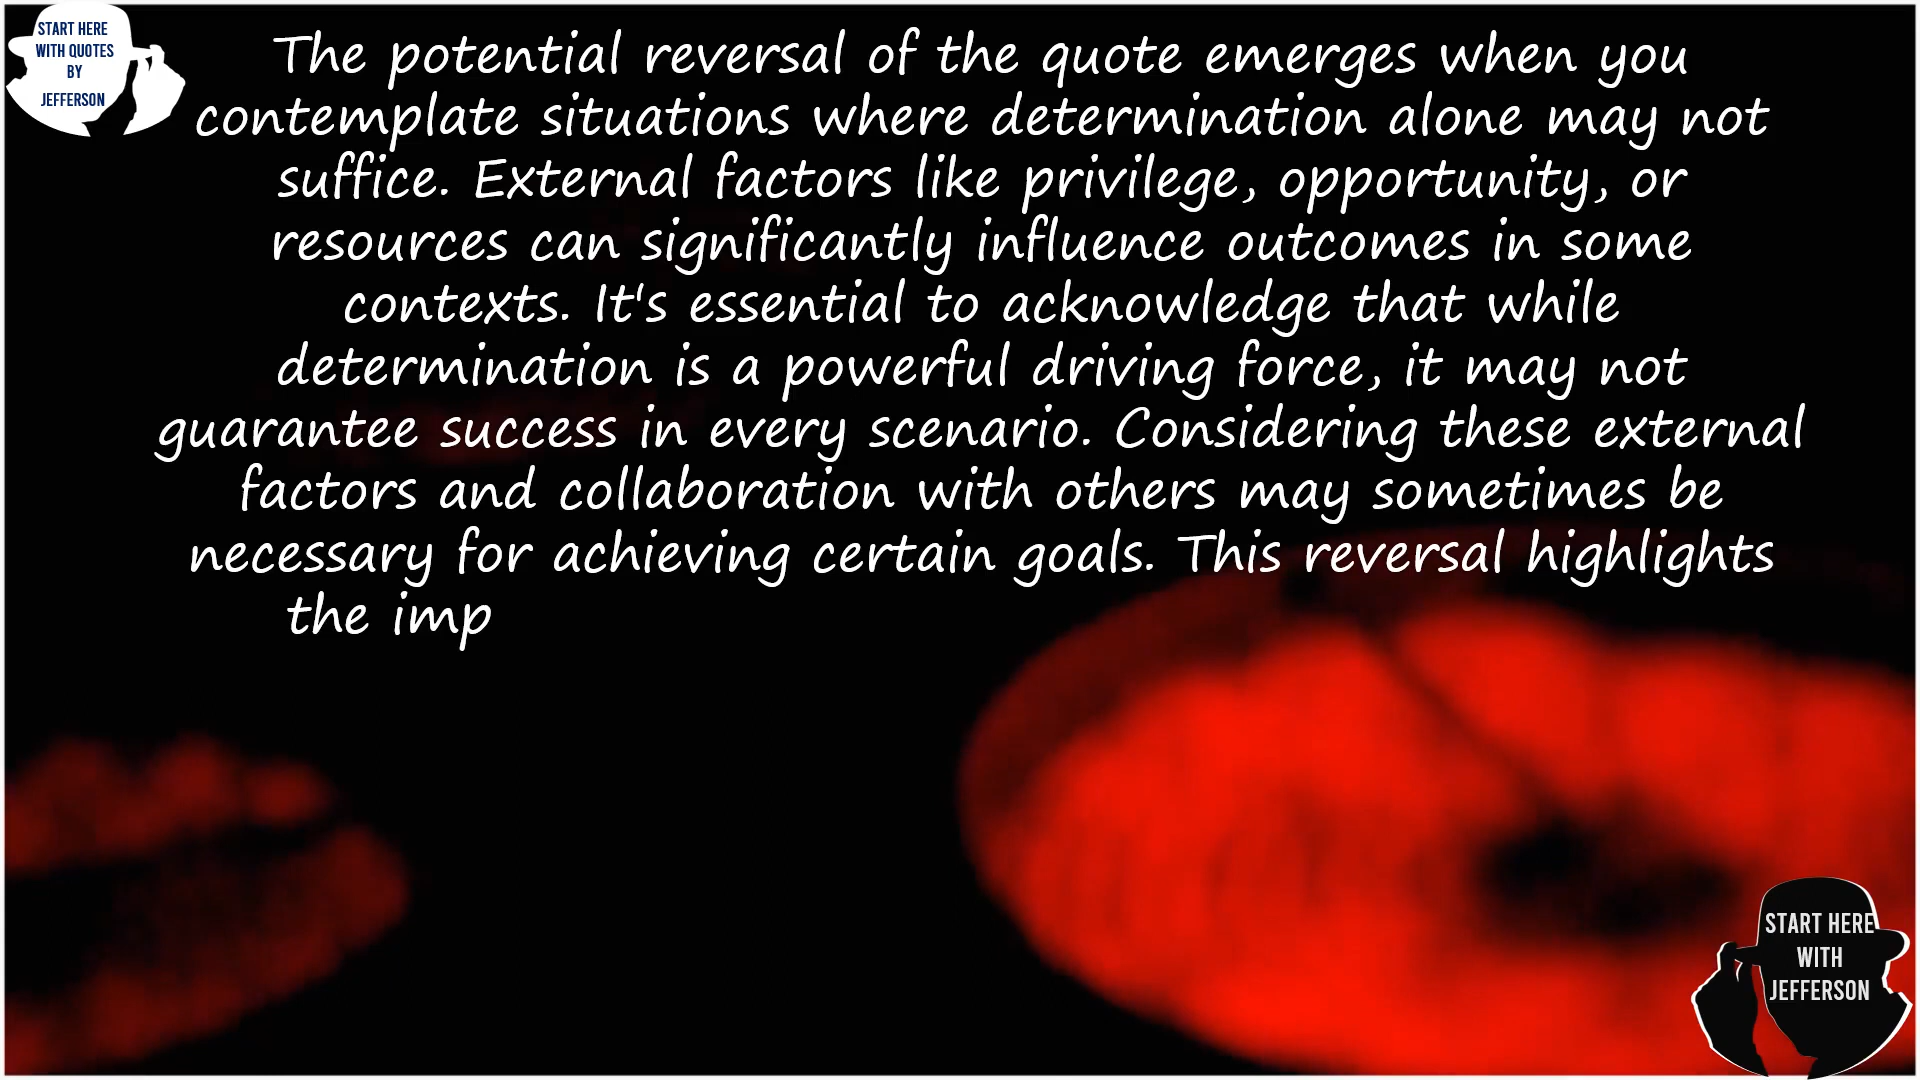 START HERE
WITH QUOTES
BY
JEFFERSON
The potential reversal of the quote emerges when you
contemplate situations where determination alone may not
suffice. External factors like privilege, opportunity, or
resources can significantly influence outcomes in some
contexts. It's essential to acknowledge that while
determination is a powerful driving force, it may not
guarantee success in every scenario. Considering these external
factors and collaboration with others may sometimes be
necessary for achieving certain goals. This reversal highlights
the imp
START HERE
WITH
JEFFERSON